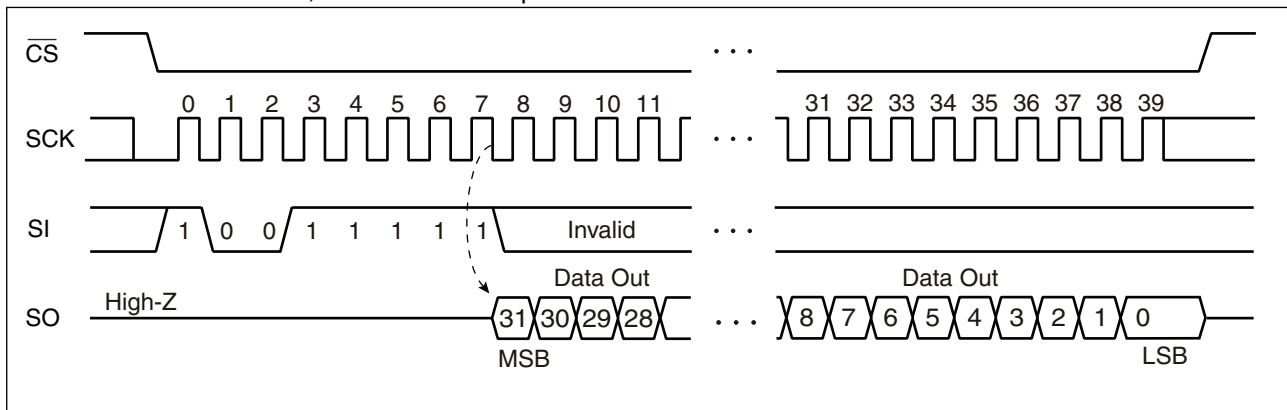 CS
. . .
0 1 2 3 4 5 6 7 8 9 10 11 31 32 33 34 35 36 37 38 39
SCK . . .
SI 1 0 0 1 1 1 1 1 Invalid . . .
Data Out Data Out
High-Z
SO 31 30 29 28 . . . 8 7 6 5 4 3 2 1 0
MSB LSB